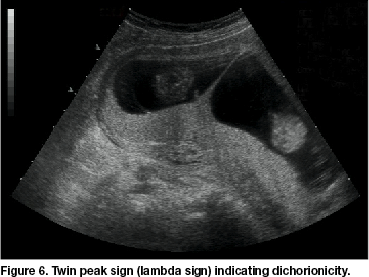 Figure 6. Twin peak sign (lambda sign) indicating dichorionicity.